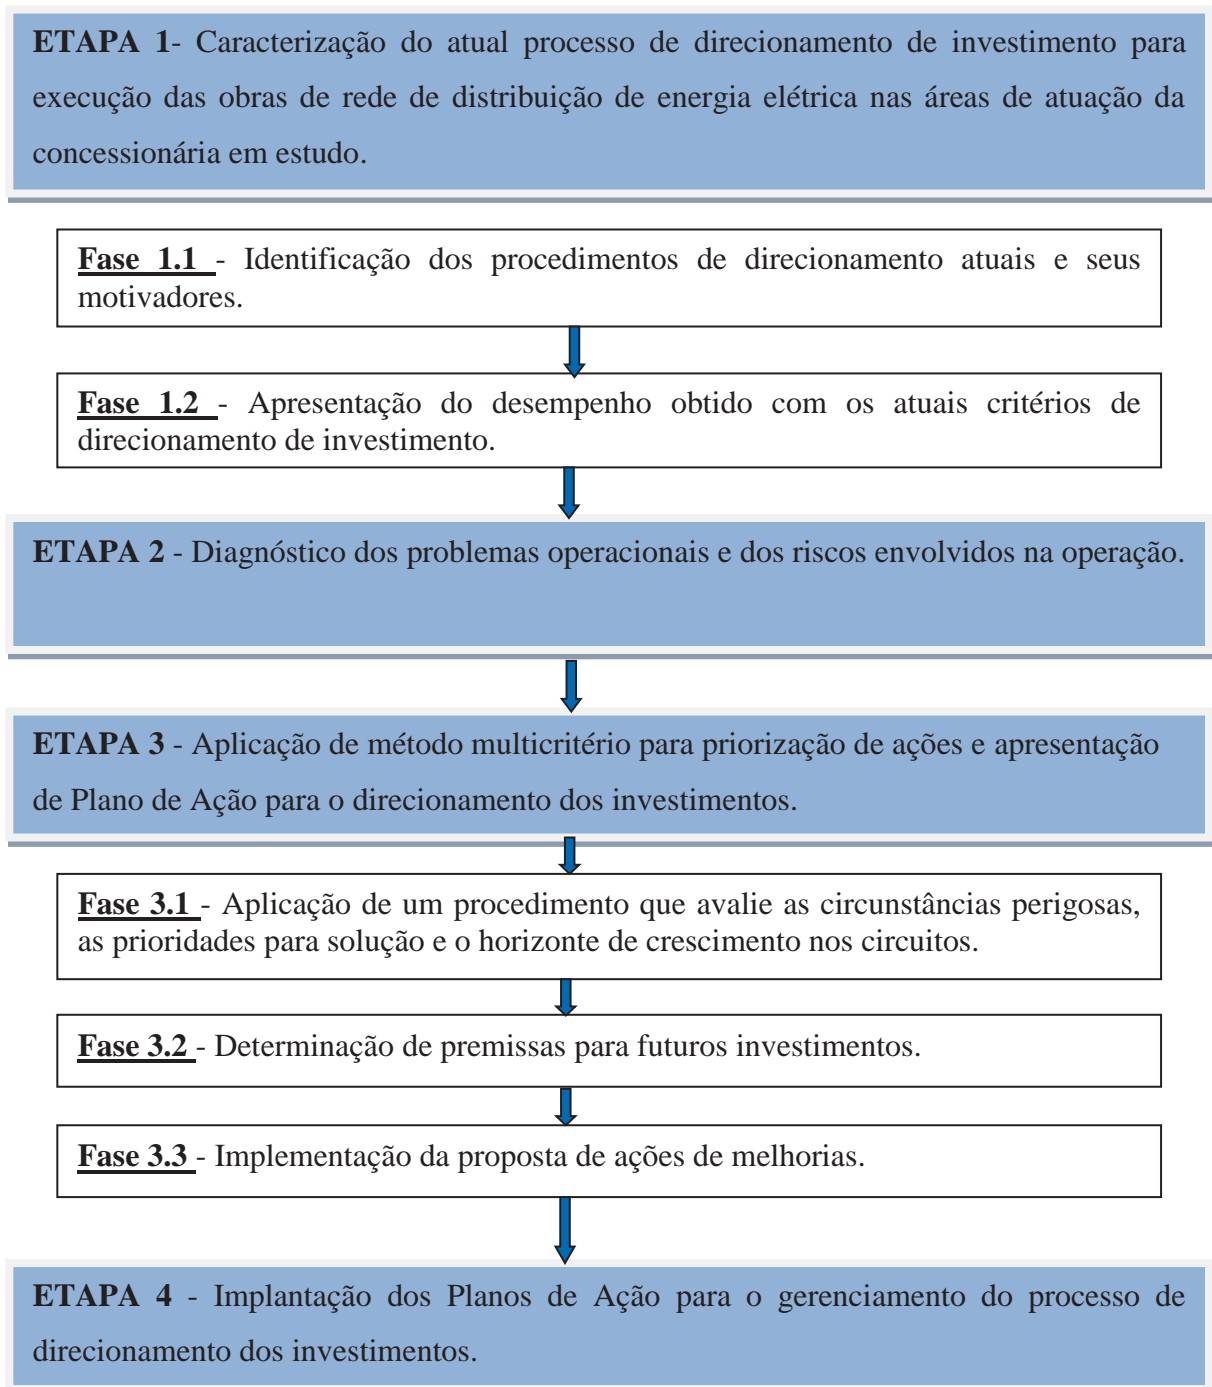 ETAPA 1- Caracterização do atual processo de direcionamento de investimento para
execução das obras de rede de distribuição de energia elétrica nas áreas de atuação da
concessionária em estudo.
Fase 1.1 - Identificação dos procedimentos de direcionamento atuais e seus
motivadores.
Fase 1.2 - Apresentação do desempenho obtido com os atuais critérios de
direcionamento de investimento.
ETAPA 2 - Diagnóstico dos problemas operacionais e dos riscos envolvidos na operação.
ETAPA 3 - Aplicação de método multicritério para priorização de ações e apresentação
de Plano de Ação para o direcionamento dos investimentos.
Fase 3.1 - Aplicação de um procedimento que avalie as circunstâncias perigosas,
as prioridades para solução e o horizonte de crescimento nos circuitos.
Fase 3.2 - Determinação de premissas para futuros investimentos.
Fase 3.3 - Implementação da proposta de ações de melhorias.
ETAPA 4 - Implantação dos Planos de Ação para o gerenciamento do processo de
direcionamento dos investimentos.